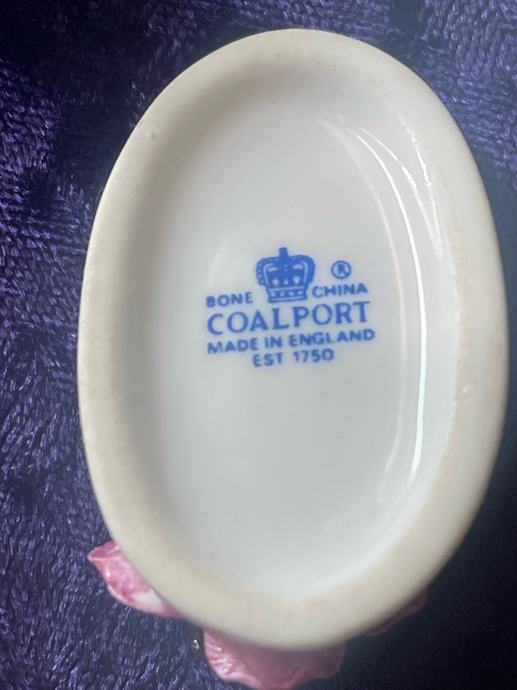 BONE CHINA ®
COALPORT
MADE IN ENGLAND
EST 1750